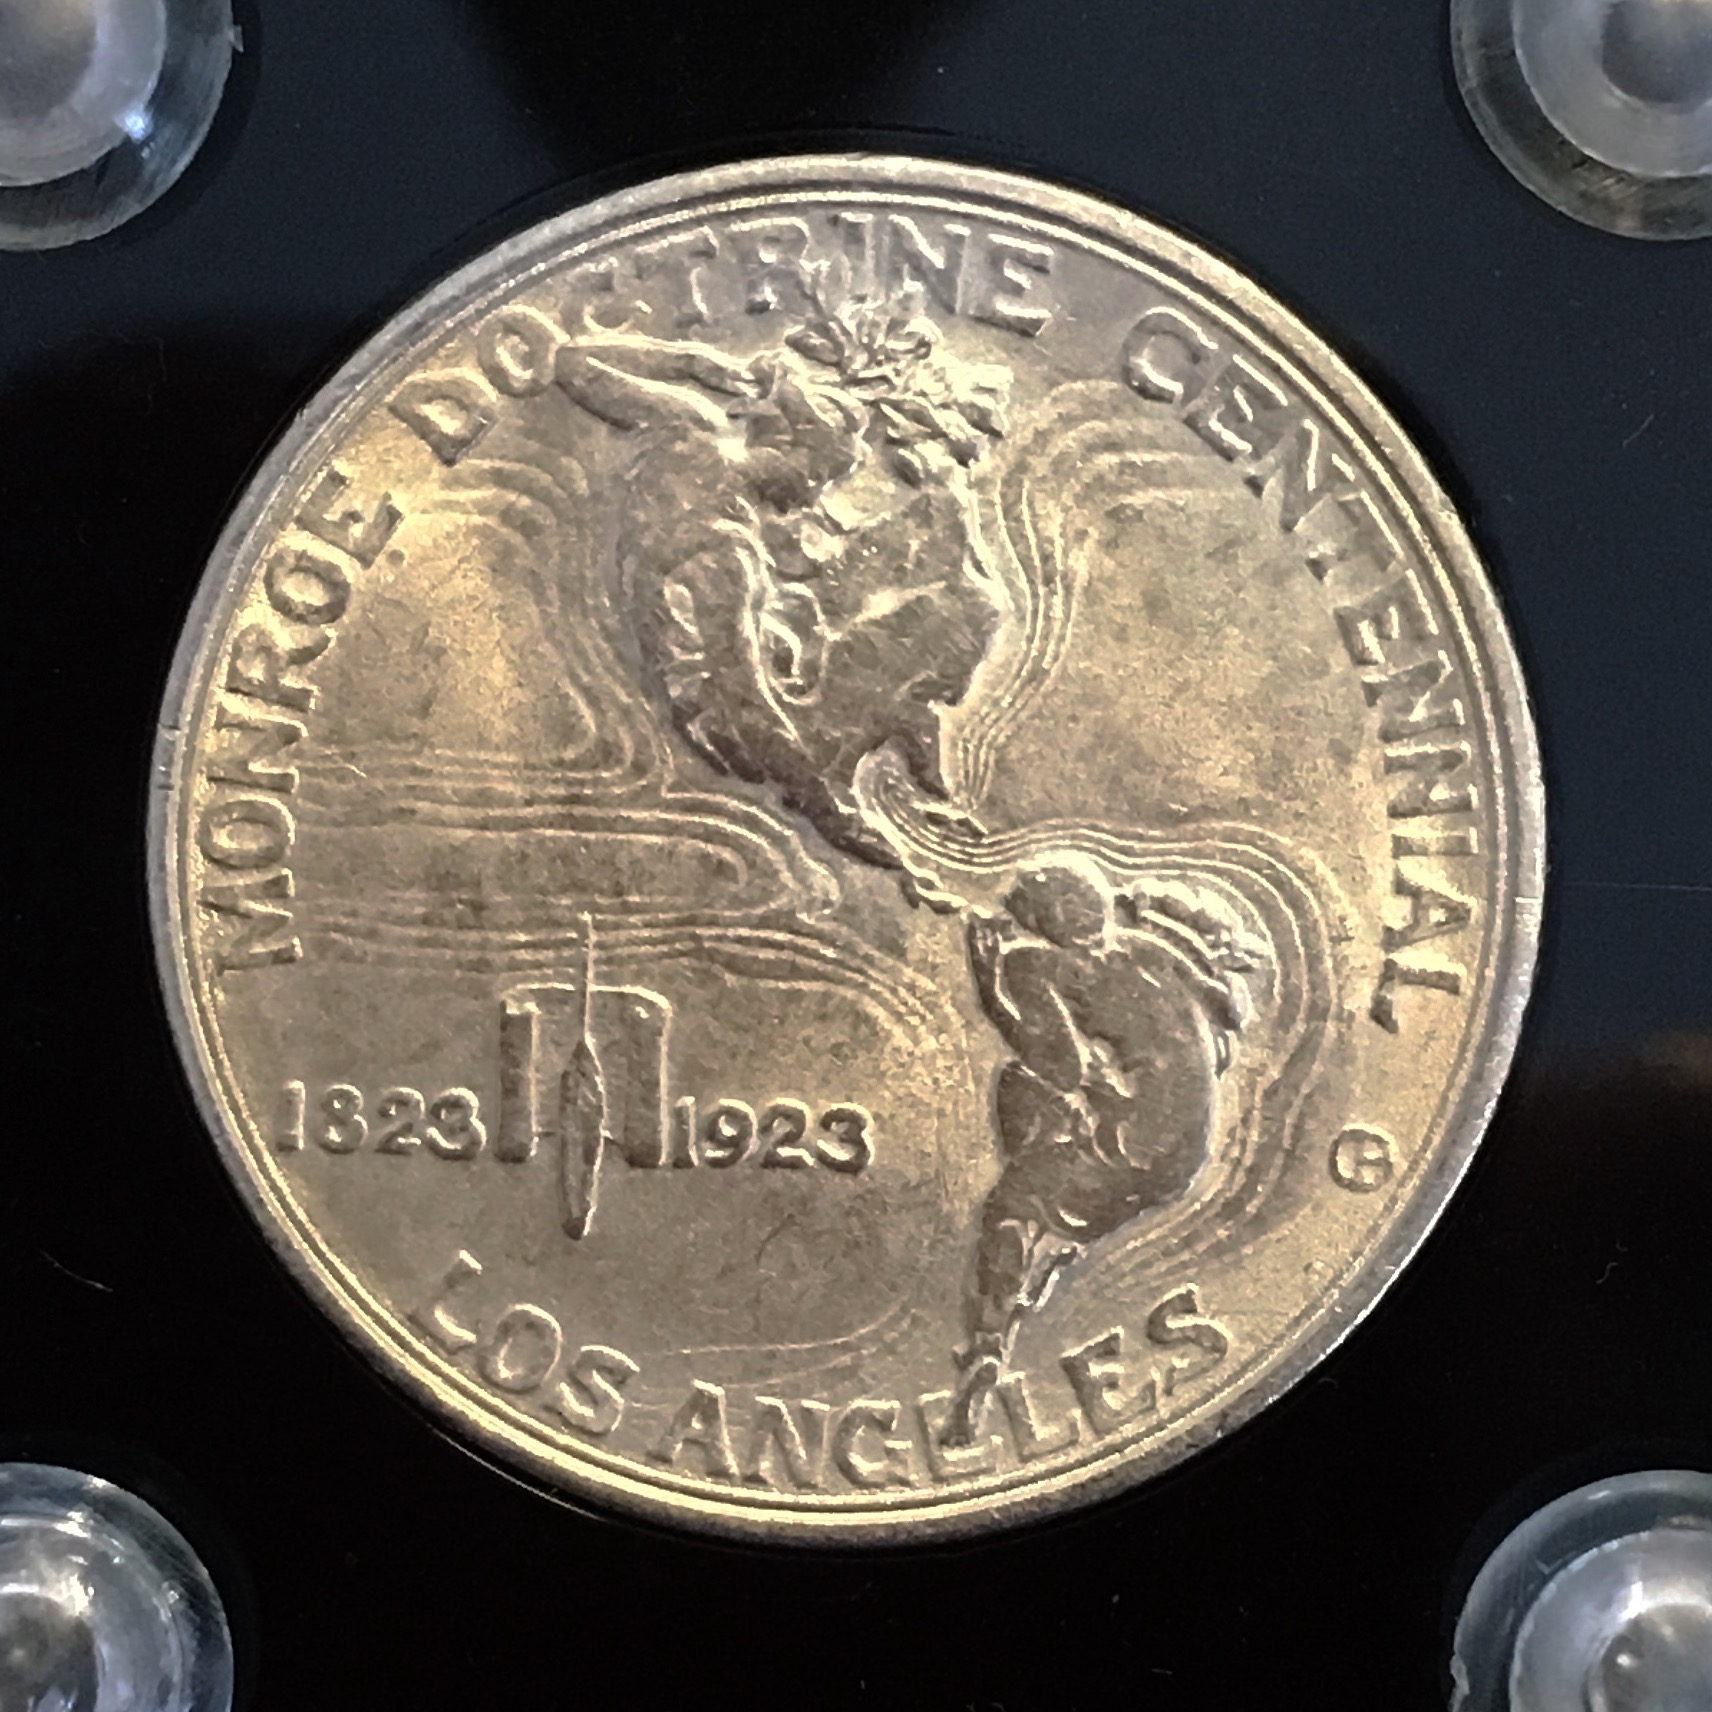 MONROE DOCTRINE CENTENNIAL
1823 1923
LOS ANGELES